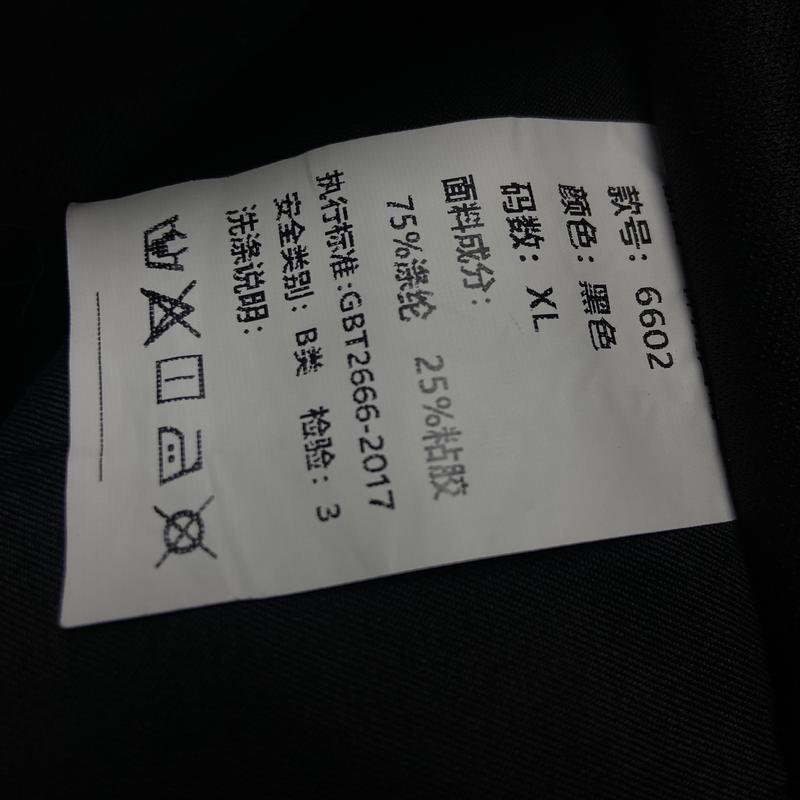 款号：6602
颜色：黑色
码数：XL
面料成分：
75%涤纶 25%粘胶
执行标准:GBT2666-2017
安全类别：B类 检验：3
洗涤说明：